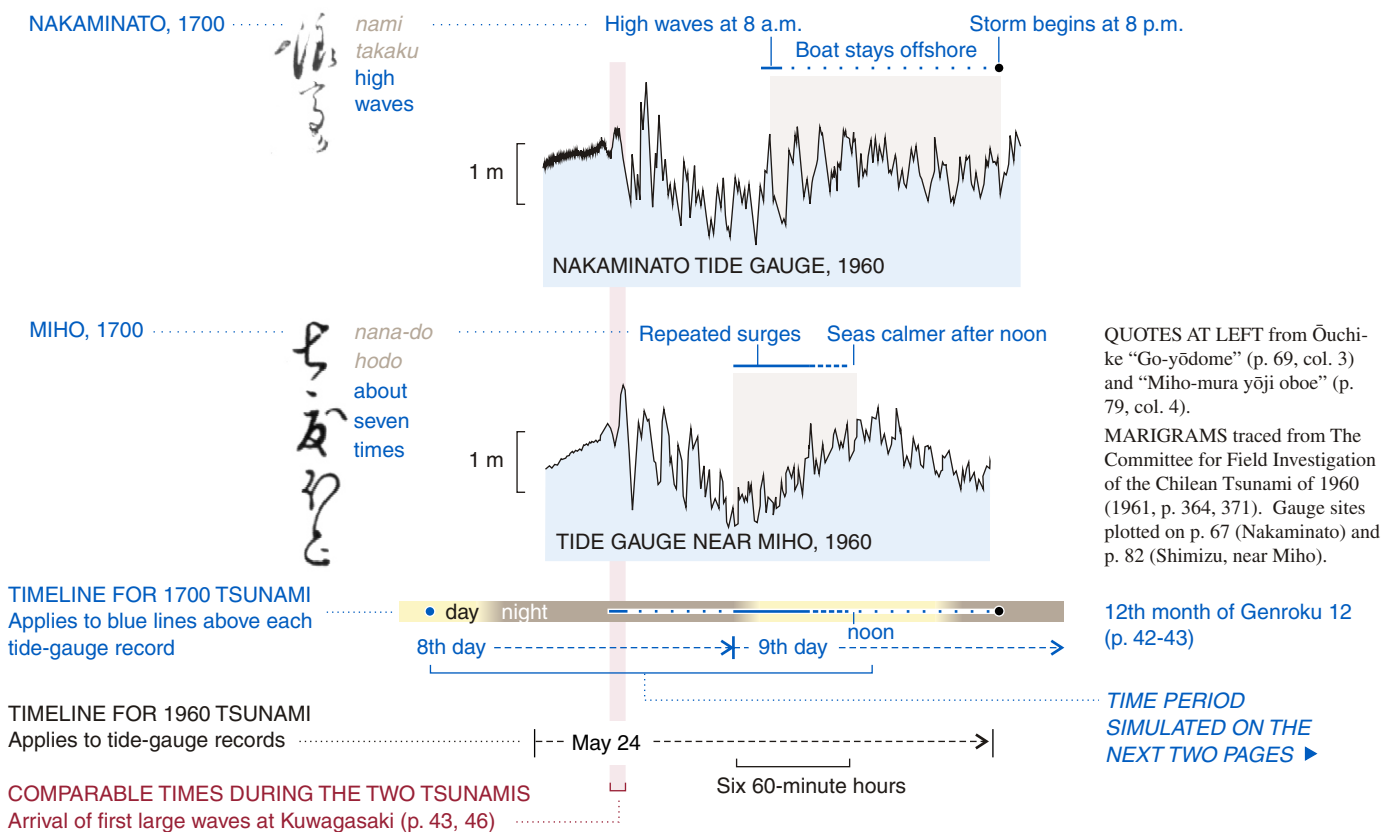 NAKAMINATO, 1700
nami
takaku
high
waves
High waves at 8 a.m.
Storm begins at 8 p.m.
Boat stays offshore
1 m
NAKAMINATO TIDE GAUGE, 1960
MIHO, 1700
nana-do
hodo
about
seven
times
Repeated surges
Seas calmer after noon
1 m
TIDE GAUGE NEAR MIHO, 1960
QUOTES AT LEFT from Ōuchi-
ke “Go-yōdome” (p. 69, col. 3)
and “Miho-mura yōji oboe” (p.
79, col. 4).
MARIGRAMS traced from The
Committee for Field Investigation
of the Chilean Tsunami of 1960
(1961, p. 364, 371). Gauge sites
plotted on p. 67 (Nakaminato) and
p. 82 (Shimizu, near Miho).
TIMELINE FOR 1700 TSUNAMI
Applies to blue lines above each
tide-gauge record
day
night
noon
8th day
9th day
12th month of Genroku 12
(p. 42-43)
TIME PERIOD
SIMULATED ON THE
NEXT TWO PAGES ▶
TIMELINE FOR 1960 TSUNAMI
Applies to tide-gauge records
May 24
Six 60-minute hours
COMPARABLE TIMES DURING THE TWO TSUNAMIS
Arrival of first large waves at Kuwagasaki (p. 43, 46)